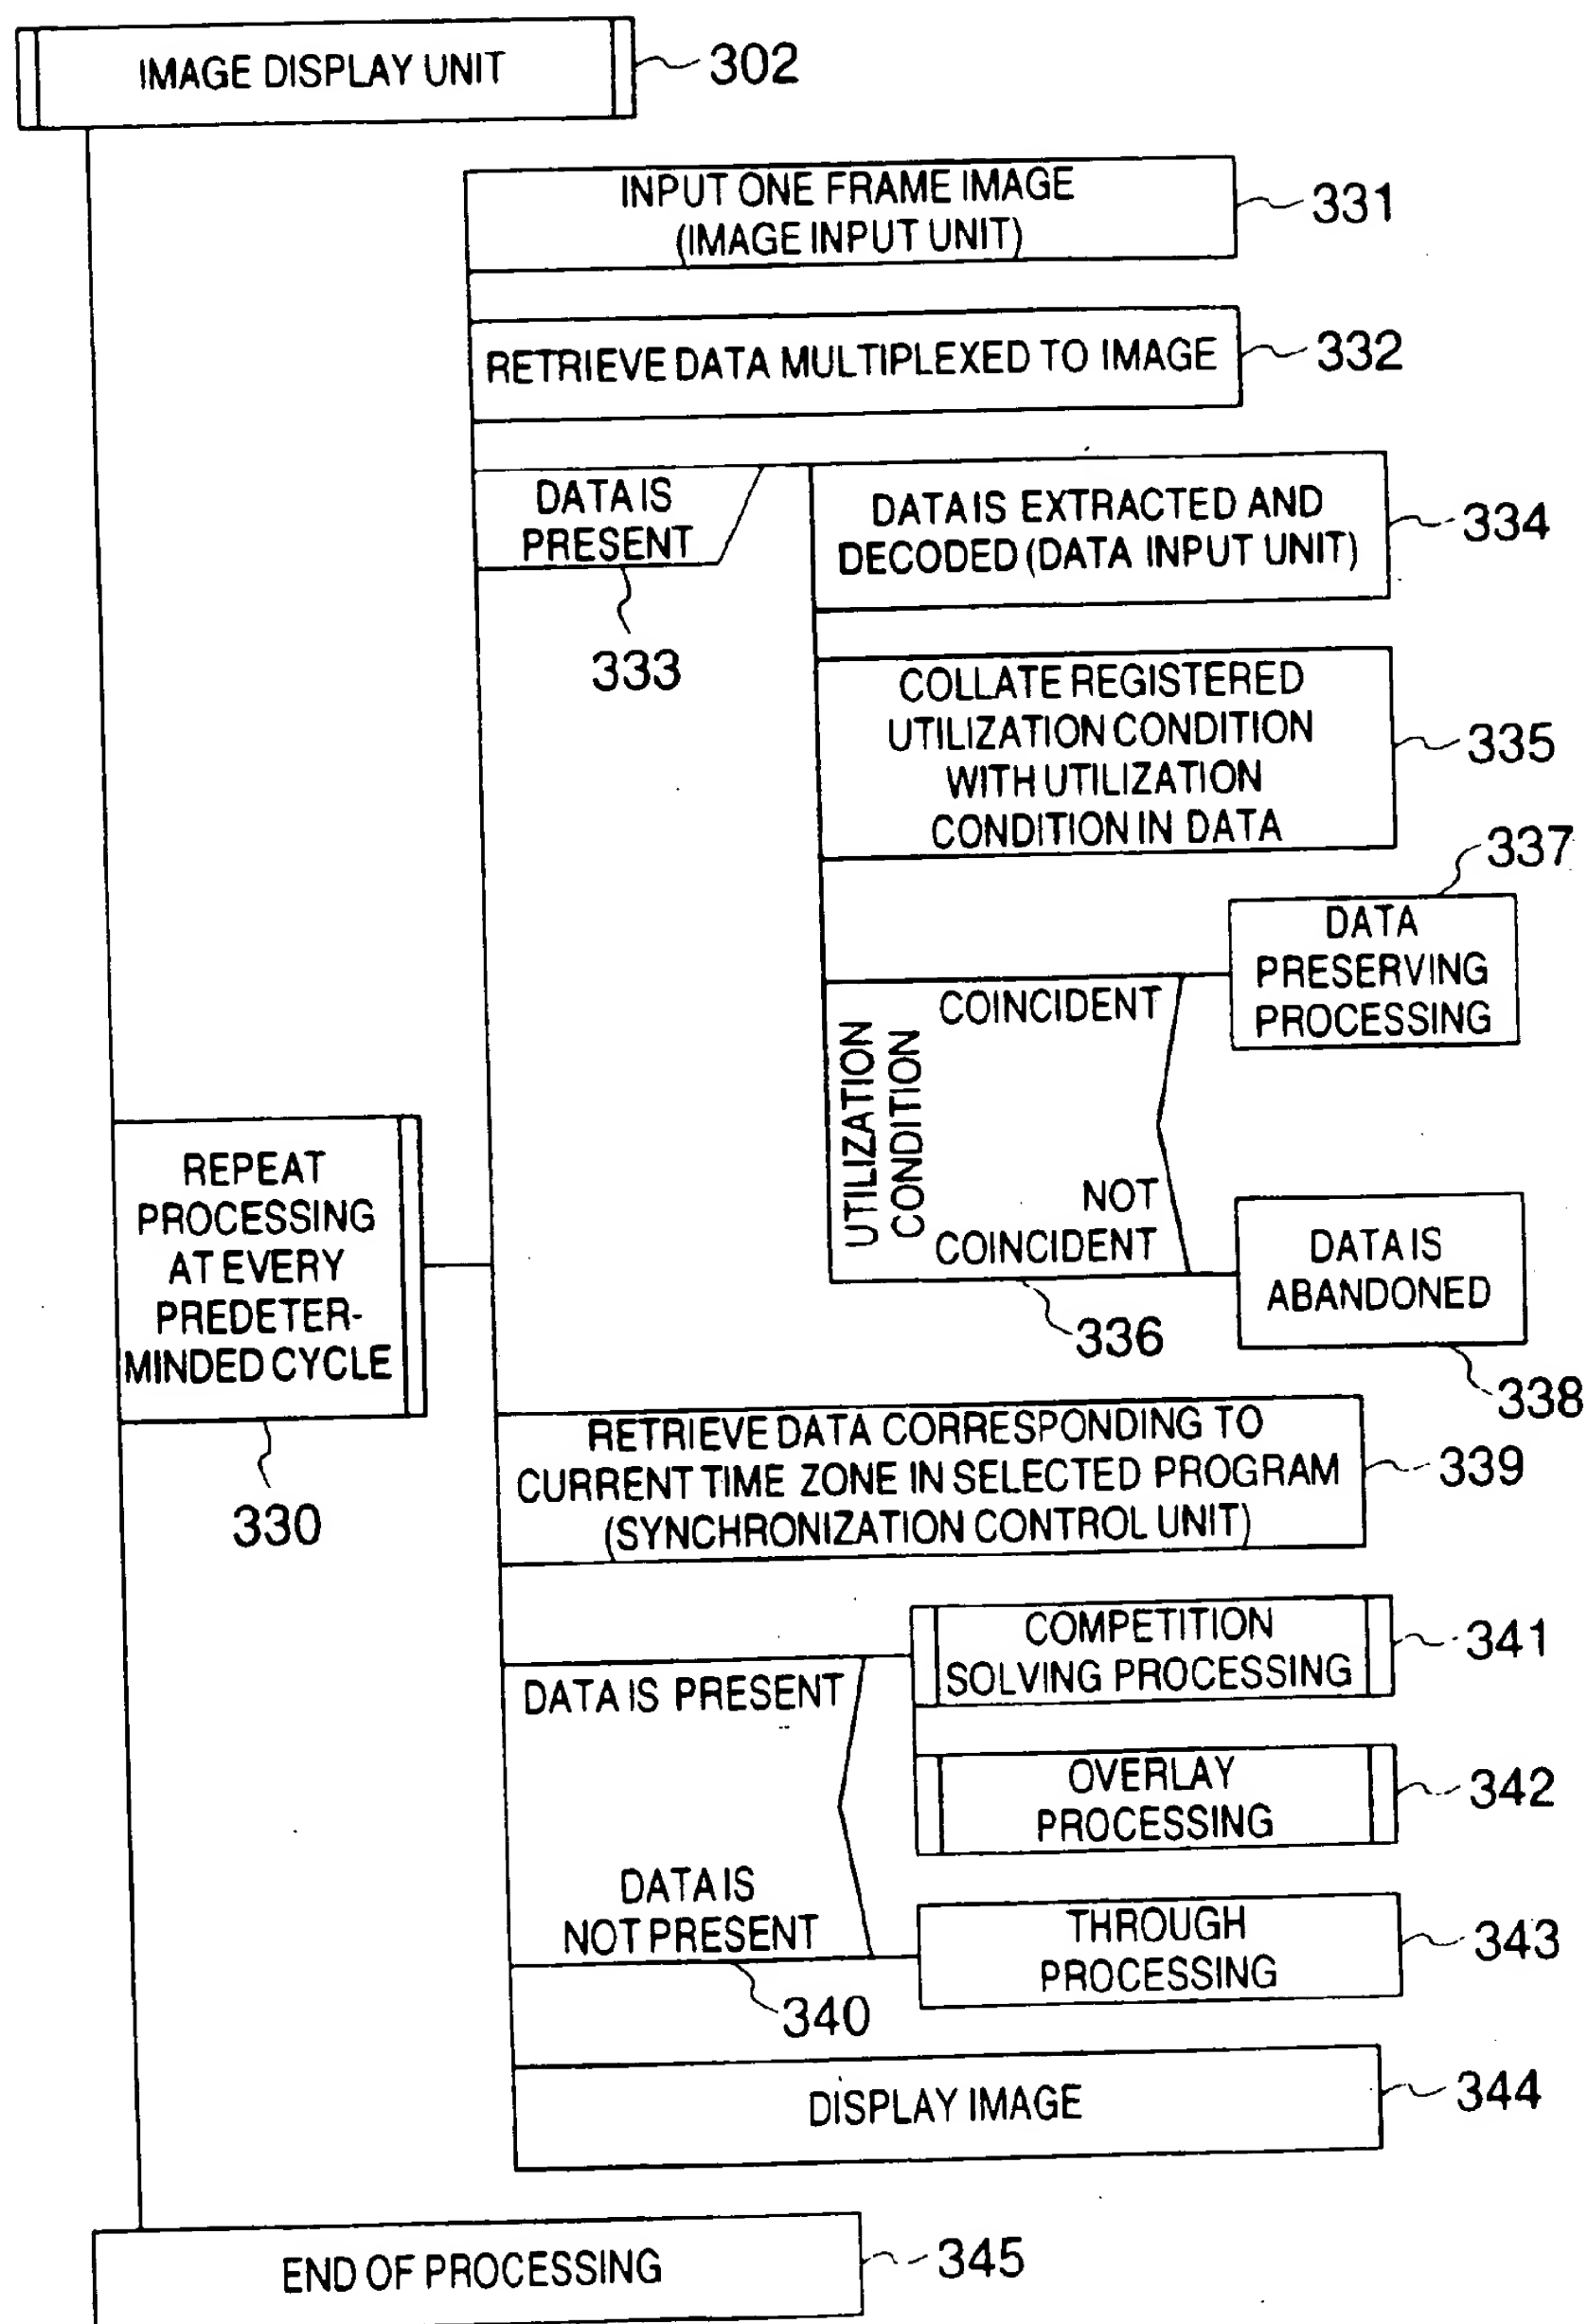 IMAGE DISPLAY UNIT
302
INPUT ONE FRAME IMAGE
(IMAGE INPUT UNIT)
331
RETRIEVE DATA MULTIPLEXED TO IMAGE
332
DATA IS
PRESENT
333
DATA IS EXTRACTED AND
DECODED (DATA INPUT UNIT)
334
COLLATE REGISTERED
UTILIZATION CONDITION
WITH UTILIZATION
CONDITION IN DATA
335
UTILIZATION
CONDITION
COINCIDENT
NOT
COINCIDENT
336
337
DATA
PRESERVING
PROCESSING
DATA IS
ABANDONED
338
REPEAT
PROCESSING
AT EVERY
PREDETER-
MINDED CYCLE
330
RETRIEVE DATA CORRESPONDING TO
CURRENT TIME ZONE IN SELECTED PROGRAM
(SYNCHRONIZATION CONTROL UNIT)
339
DATA IS PRESENT
DATA IS
NOT PRESENT
340
COMPETITION
SOLVING PROCESSING
341
OVERLAY
PROCESSING
342
THROUGH
PROCESSING
343
DISPLAY IMAGE
344
END OF PROCESSING
345